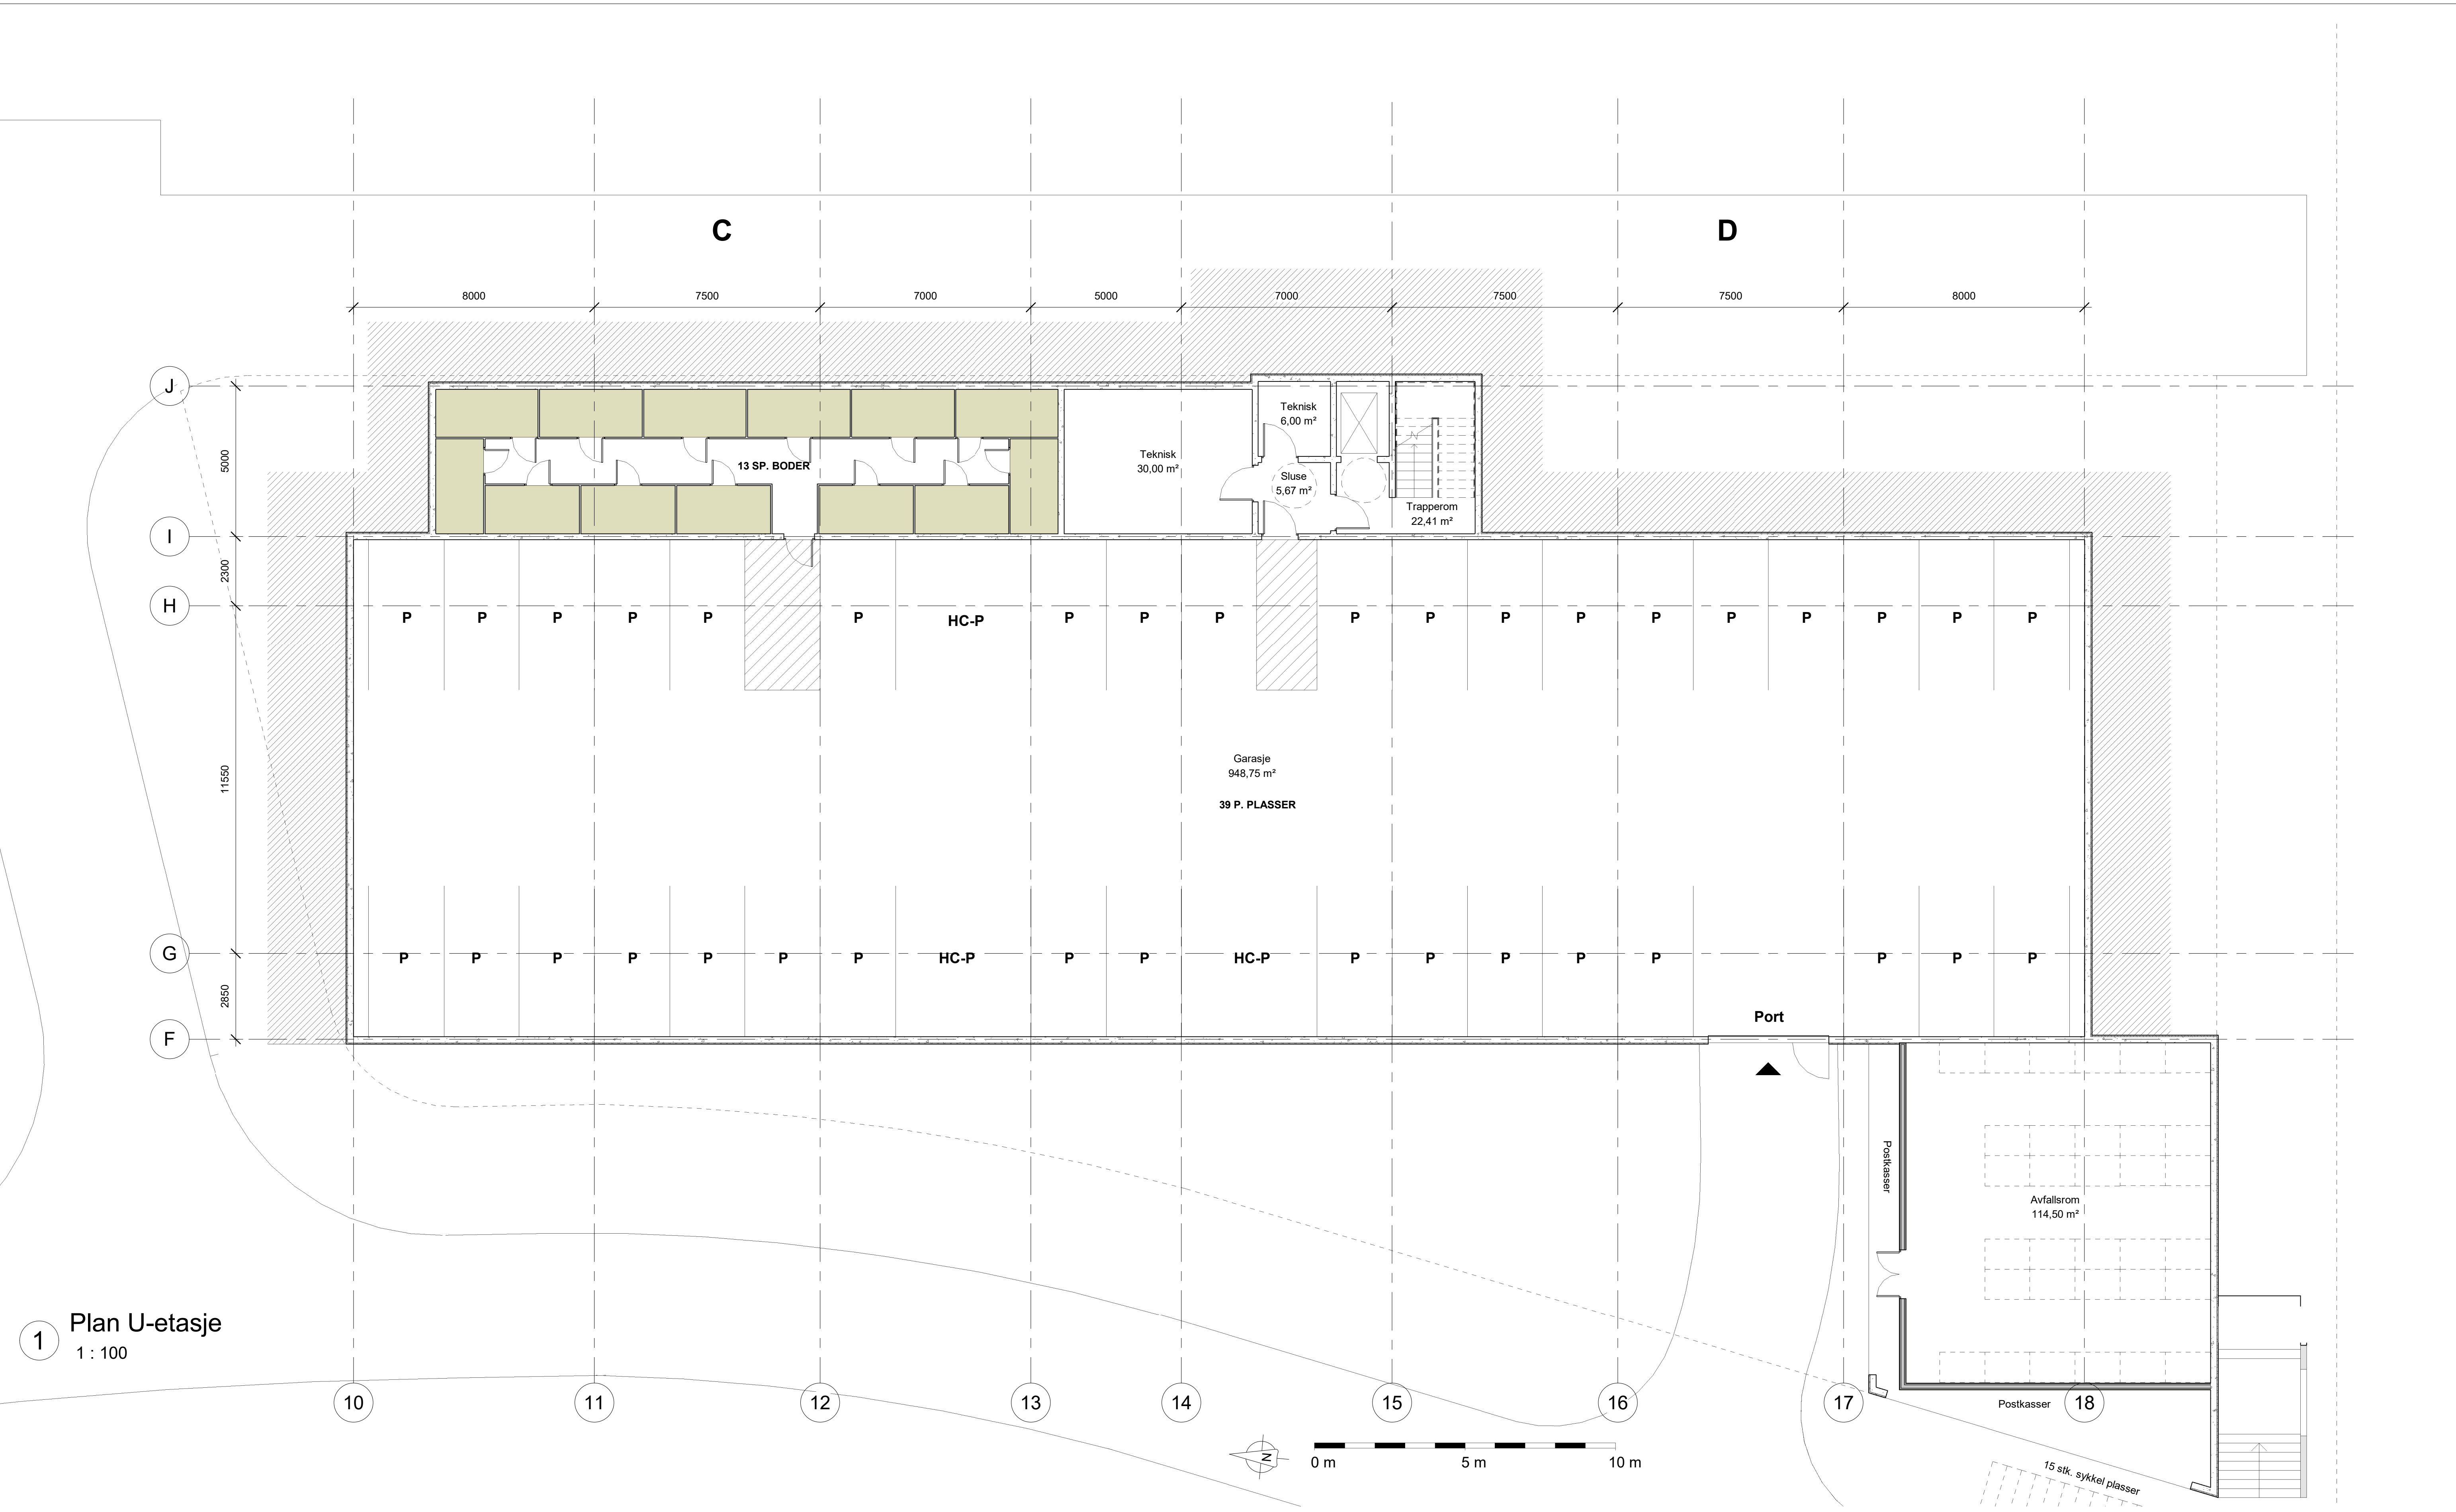 C
D
8000
7500
7000
5000
7000
7500
7500
8000
J
I
H
G
F
5000
2300
11550
2850
13 SP. BODER
Teknisk
30,00 m²
Teknisk
6,00 m²
Sluse
5,67 m²
Trapperom
22,41 m²
P P P P P P HC-P P P P P P P P P P P P P P
Garasje
948,75 m²
39 P. PLASSER
P P P P P P P HC-P P P HC-P P P P P P P P P
Port
Postkasser
Avfallsrom
114,50 m²
Postkasser
15 stk. sykkel plasser
1
Plan U-etasje
1 : 100
10
11
12
13
14
15
16
17
18
N
0 m
5 m
10 m